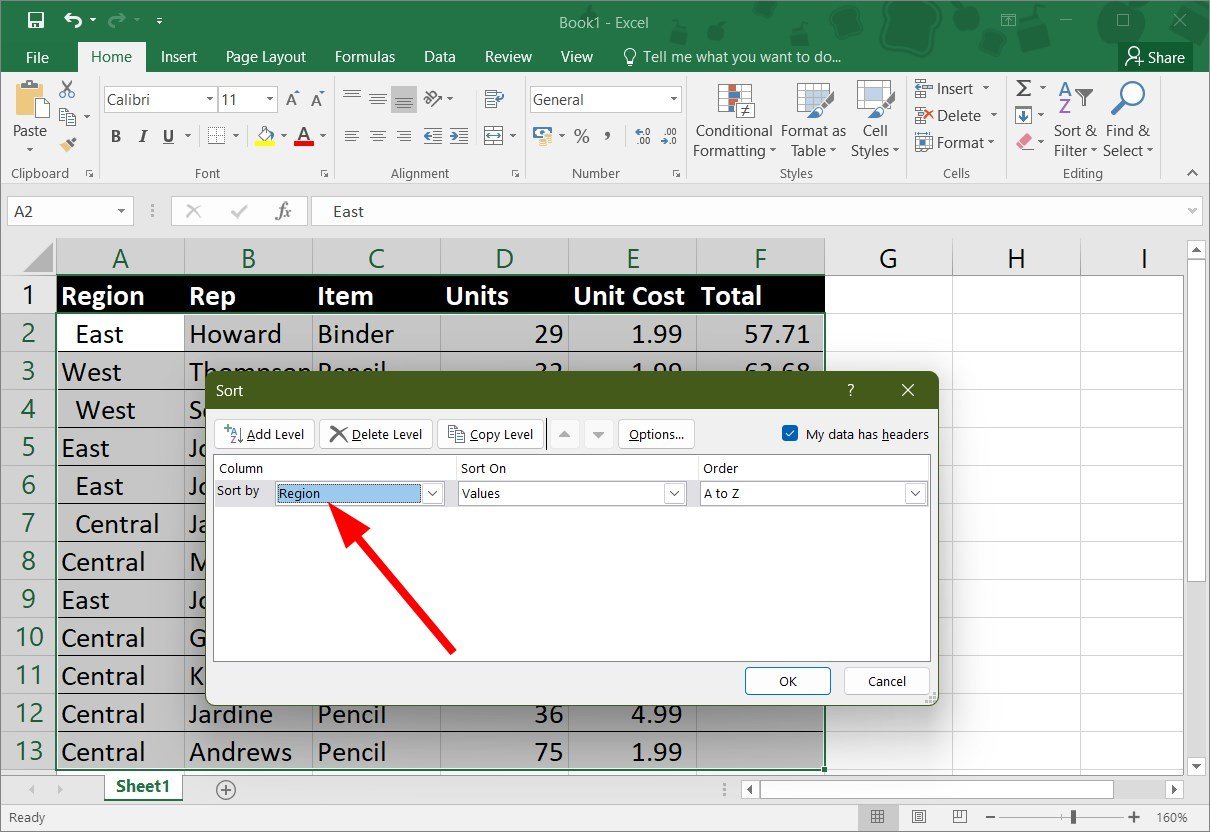 Book1 - Excel
File Home Insert Page Layout Formulas Data Review View Tell me what you want to do... Share
Calibri 11 General
Paste B I U A % , Conditional Formatting Format as Table Cell Styles Insert Delete Format Sort & Filter Find & Select
Clipboard Font Alignment Number Styles Cells Editing
A2 fx East
A B C D E F G H I
1 Region Rep Item Units Unit Cost Total
2 East Howard Binder 29 1.99 57.71
3 West Thompson Pencil 32 1.99 63.68
Sort ?
4 West
Add Level Delete Level Copy Level Options... My data has headers
5 East
Column Sort On Order
6 East
Sort by Region Values A to Z
7 Central
8 Central
9 East
10 Central
11 Central
OK Cancel
12 Central Jardine Pencil 36 4.99
13 Central Andrews Pencil 75 1.99
Sheet1
Ready 160%